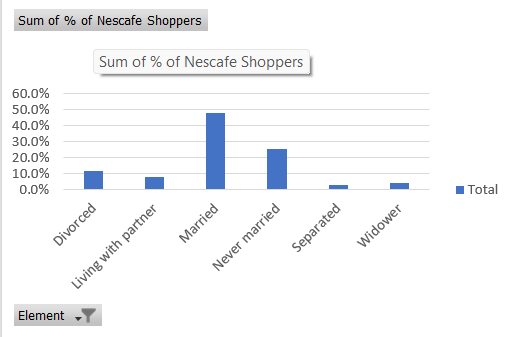 Sum of % of Nescafe Shoppers
Sum of % of Nescafe Shoppers
60.0%
50.0%
40.0%
30.0%
20.0%
10.0%
0.0%
Divorced
Living with partner
Married
Never married
Separated
Widower
Total
Element